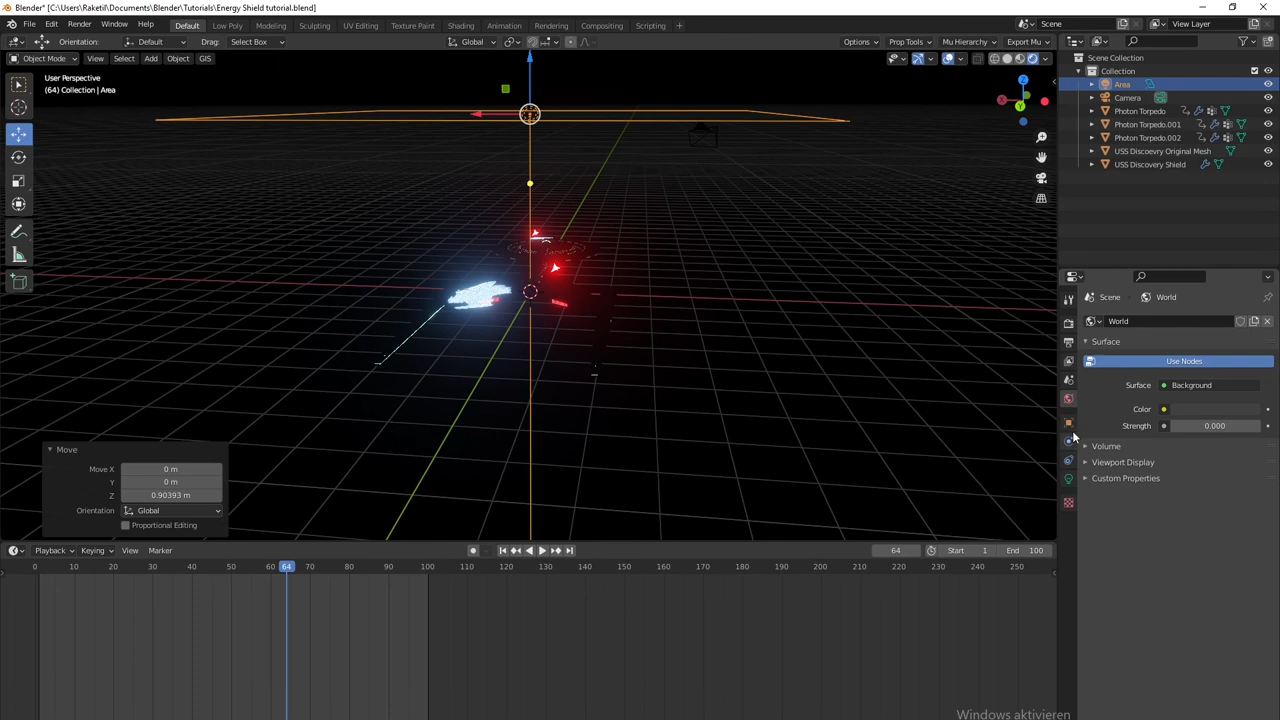 Blender* [C:\Users\Raketil\Documents\Blender\Tutorials\Energy Shield tutorial.blend]
File Edit Render Window Help Default Low Poly Modeling Sculpting UV Editing Texture Paint Shading Animation Rendering Compositing Scripting + Scene View Layer
Orientation: Default Drag: Select Box Global Options Prop Tools Mu Hierarchy Export Mu
Object Mode View Select Add Object GIS
Scene Collection
Collection
Area
Camera
Photon Torpedo
Photon Torpedo.001
Photon Torpedo.002
USS Discoevry Original Mesh
USS Discovery Shield
User Perspective
(64) Collection | Area
Z
Y
Scene > World
World
Surface
Use Nodes
Surface Background
Color
Strength 0.000
Volume
Viewport Display
Custom Properties
Move
Move X 0 m
Y 0 m
Z 0.90393 m
Orientation Global
Proportional Editing
Playback Keying View Marker 64 Start 1 End 100
0 10 20 30 40 50 60 64 70 80 90 100 110 120 130 140 150 160 170 180 190 200 210 220 230 240 250
Windows aktivieren